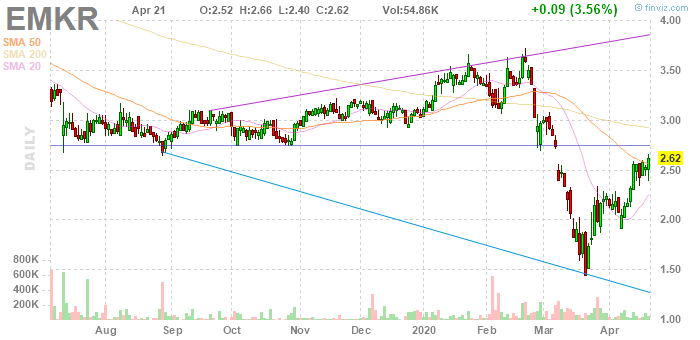 EMKR Apr 21 O:2.52 H:2.66 L:2.40 C:2.62 Vol:54.86K +0.09 (3.56%) © finviz.com
SMA 50
SMA 200
SMA 20
DAILY
4.00
3.50
3.00
2.62
2.50
2.00
1.50
1.00
800K
600K
400K
200K
Aug Sep Oct Nov Dec 2020 Feb Mar Apr